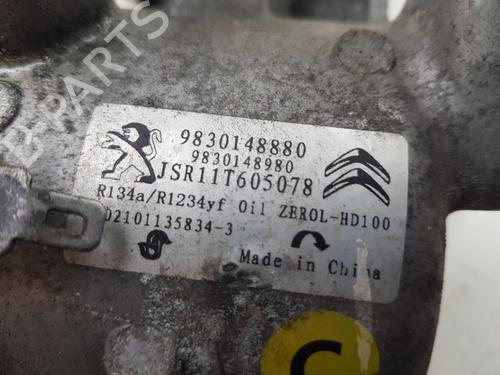 B-PARTS
9830148880
9830148980
JSR11T605078
R134a/R1234yf Oil ZEROL-HD100
02101135834-3
Made in China
C